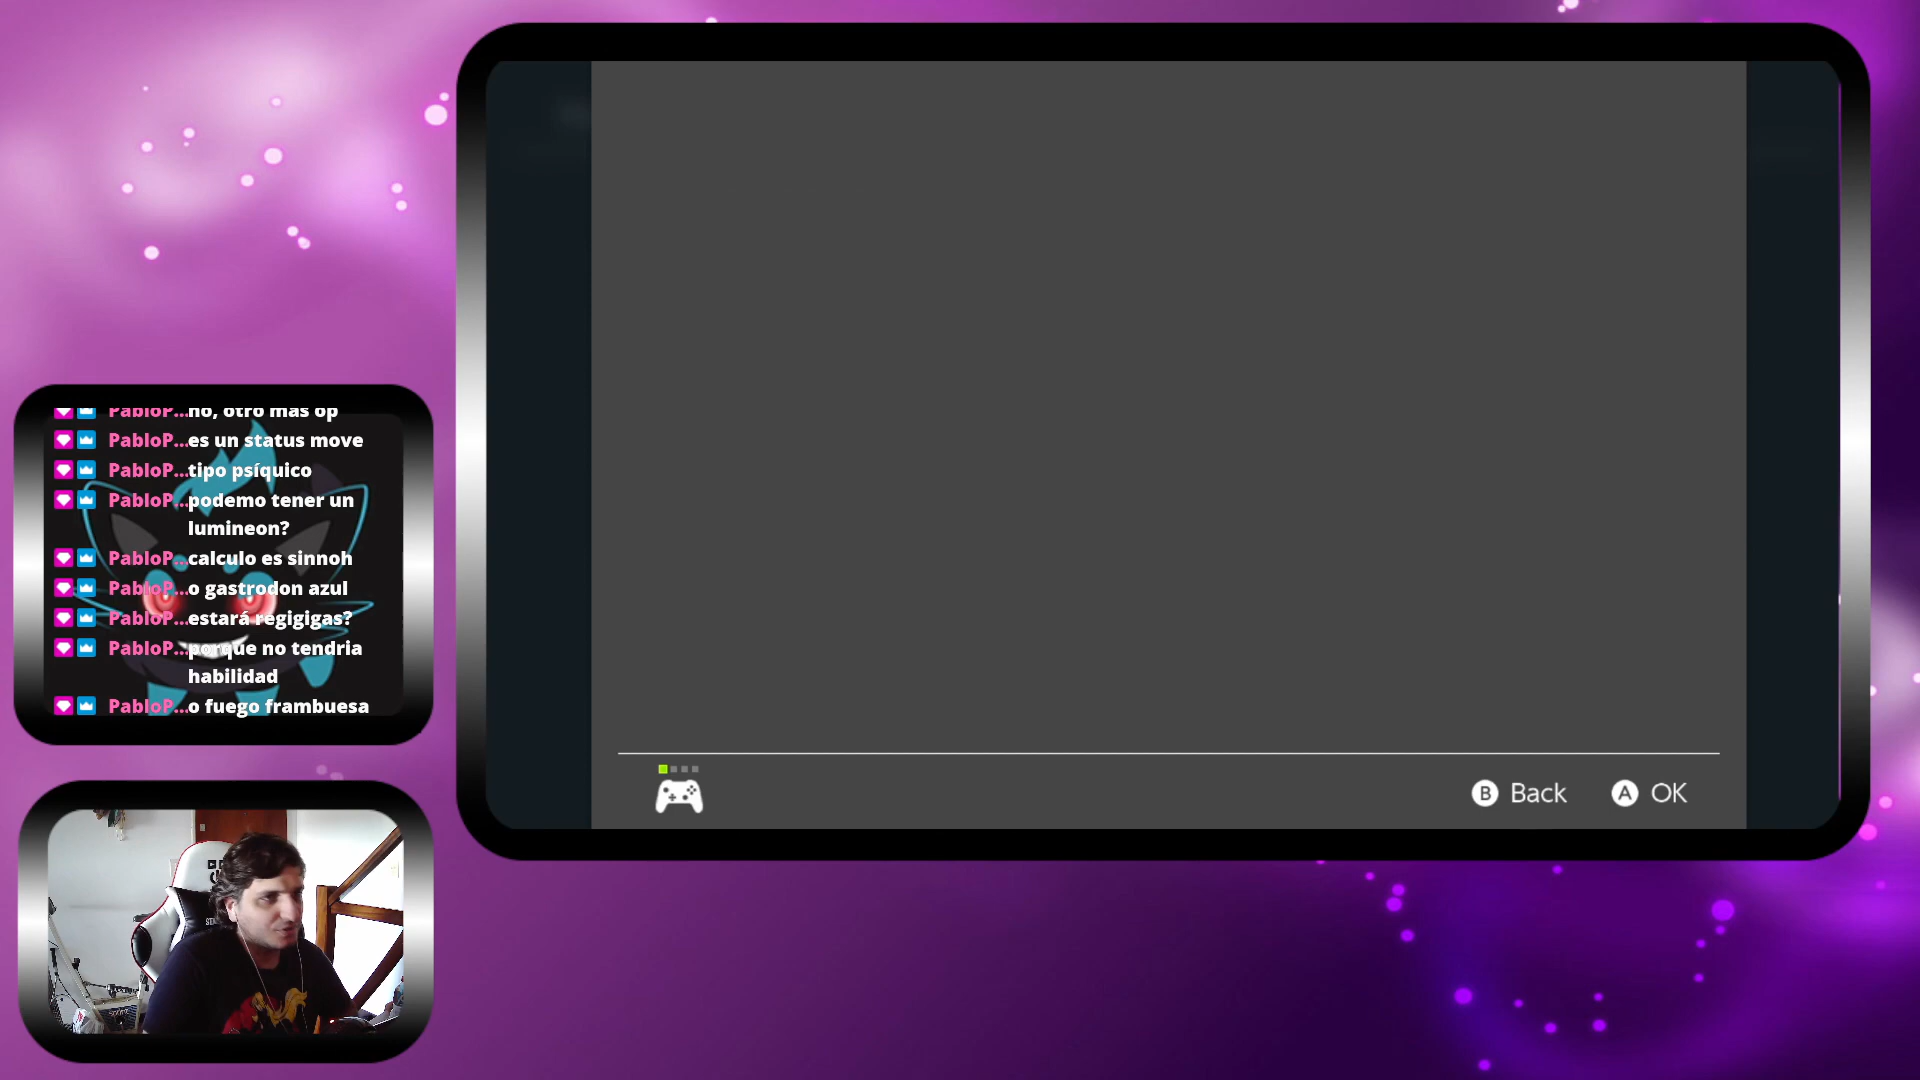 PabloP...no, otro mas op
PabloP...es un status move
PabloP...tipo psíquico
PabloP...podemo tener un
lumineon?
PabloP...calculo es sinnoh
PabloP...o gastrodon azul
PabloP...estará regigigas?
PabloP...porque no tendria
habilidad
PabloP...o fuego frambuesa
B Back A OK